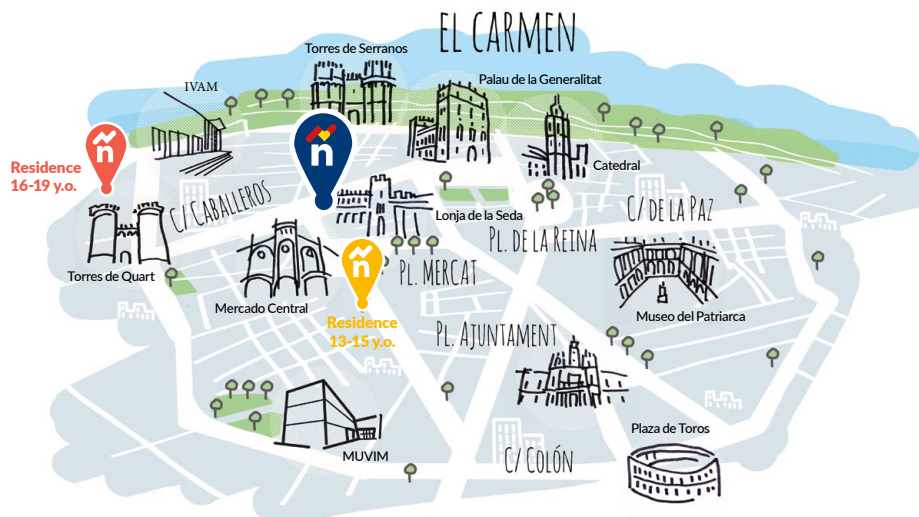 EL CARMEN
Torres de Serranos
Palau de la Generalitat
IVAM
ñ
ñ
Residence
16-19 y.o.
Catedral
C/ CABALLEROS
Lonja de la Seda
C/ DE LA PAZ
PL. DE LA REINA
Torres de Quart
ñ
PL. MERCAT
Mercado Central
Museo del Patriarca
Residence
13-15 y.o.
PL. AJUNTAMENT
Plaza de Toros
MUVIM
C/ COLÓN